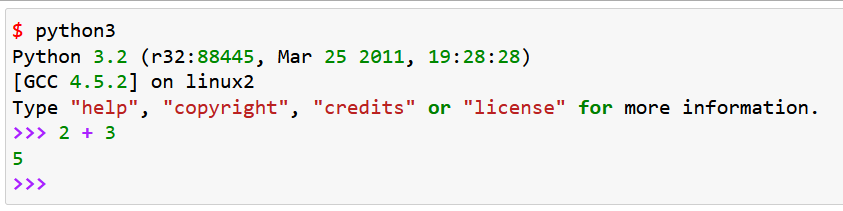 $ python3
Python 3.2 (r32:88445, Mar 25 2011, 19:28:28)
[GCC 4.5.2] on linux2
Type "help", "copyright", "credits" or "license" for more information.
>>> 2 + 3
5
>>>